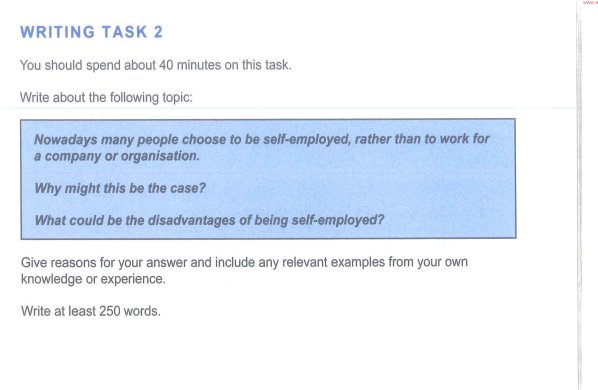 WRITING TASK 2
You should spend about 40 minutes on this task.
Write about the following topic:
Nowadays many people choose to be self-employed, rather than to work for
a company or organisation.
Why might this be the case?
What could be the disadvantages of being self-employed?
Give reasons for your answer and include any relevant examples from your own
knowledge or experience.
Write at least 250 words.